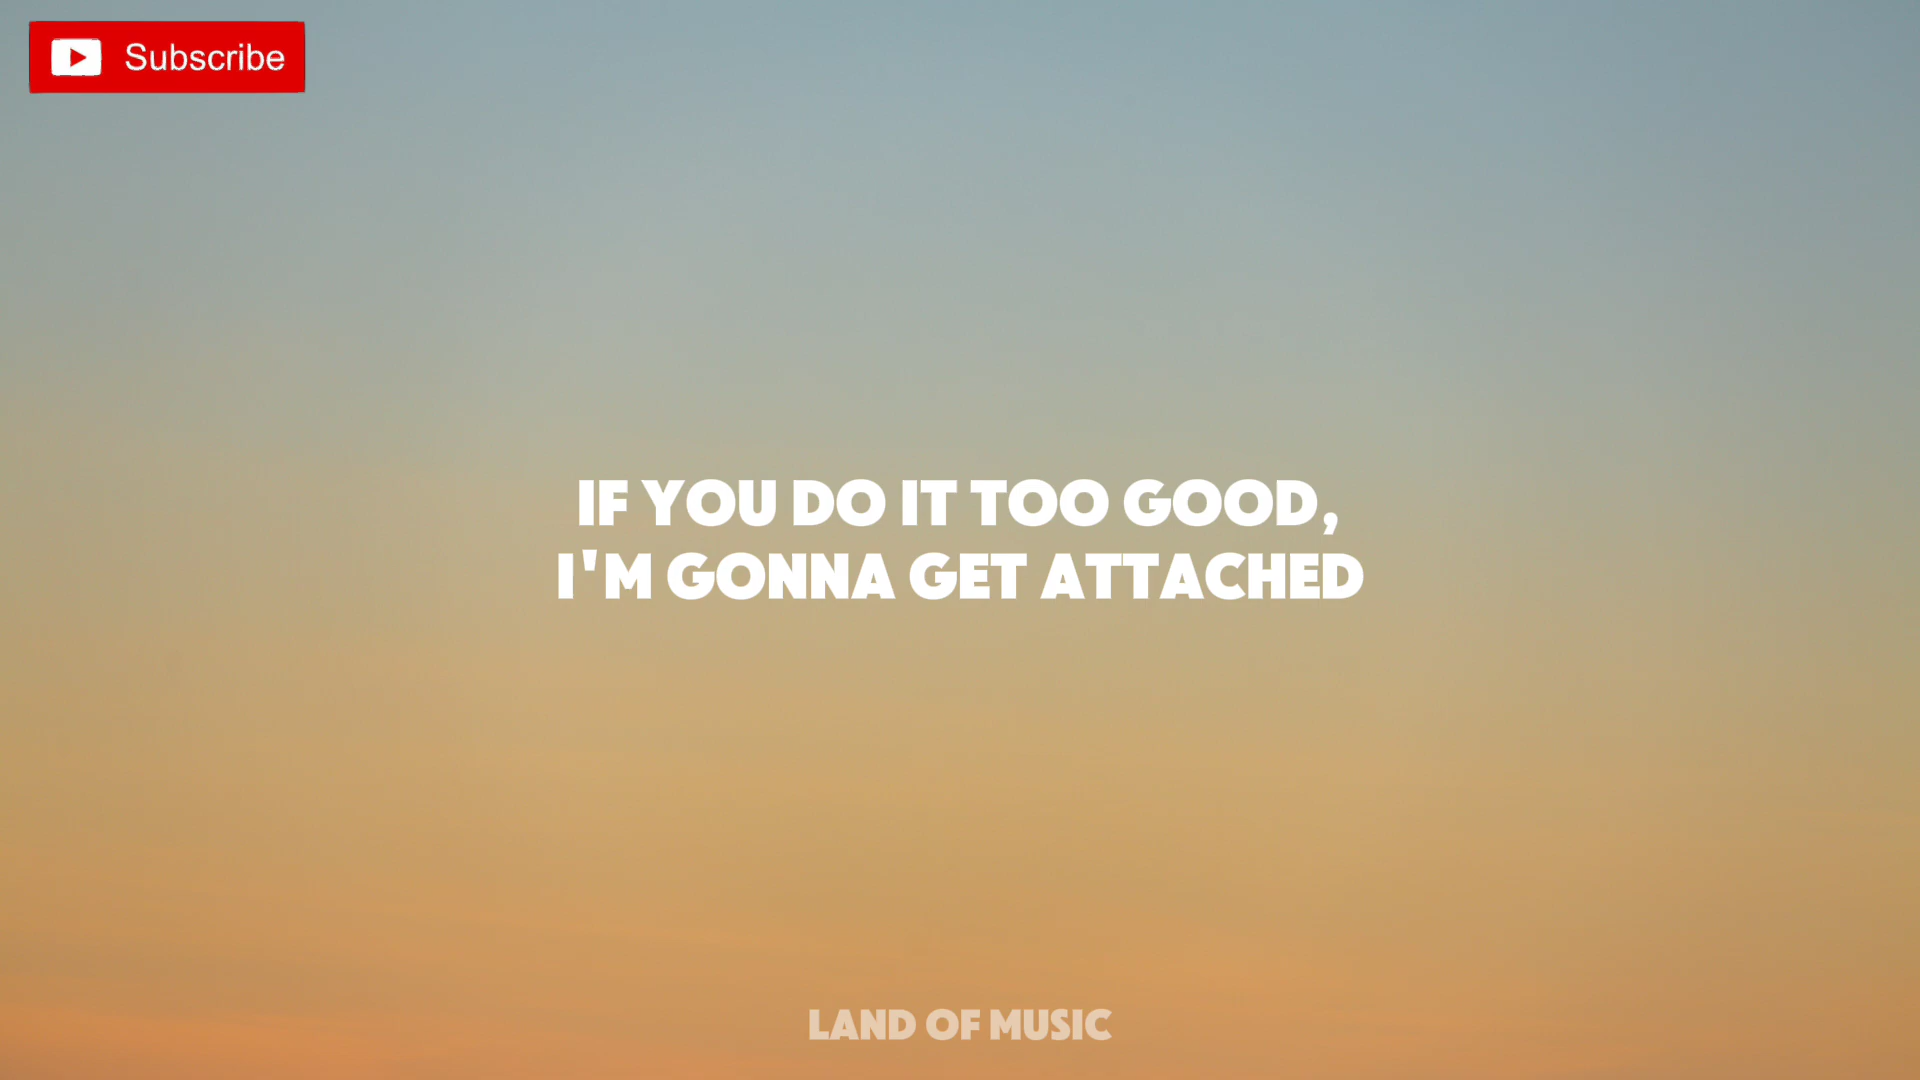 Subscribe
IF YOU DO IT TOO GOOD,
I'M GONNA GET ATTACHED
LAND OF MUSIC